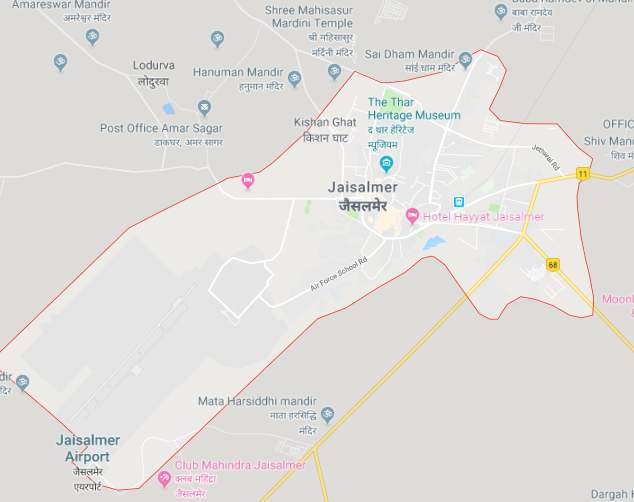 Amareswar Mandir
अमरेश्वर मंदिर
Shree Mahisasur
Mardini Temple
श्री महिसासुर
मर्दिनी मंदिर
बाबा रामदेव
जी मंदिर
Sai Dham Mandir
सांई धाम मंदिर
Lodurva
लोदुरवा
Hanuman Mandir
हनुमान मंदिर
The Thar
Heritage Museum
द थार हेरिटेज
म्यूजियम
Post Office Amar Sagar
डाकघर, अमर सागर
Kishan Ghat
किशन घाट
OFFIC
Shiv Man
शिव मं
Jethwai Rd
11
Jaisalmer
जैसलमेर
Hotel Hayyat Jaisalmer
Air Force School Rd
68
Moonl
&
dir
दिर
Mata Harsiddhi mandir
माता हरसिद्धि
मंदिर
Jaisalmer
Airport
जैसलमेर
एयरपोर्ट
Club Mahindra Jaisalmer
क्लब महिंद्रा
जैसलमेर
Dargah H